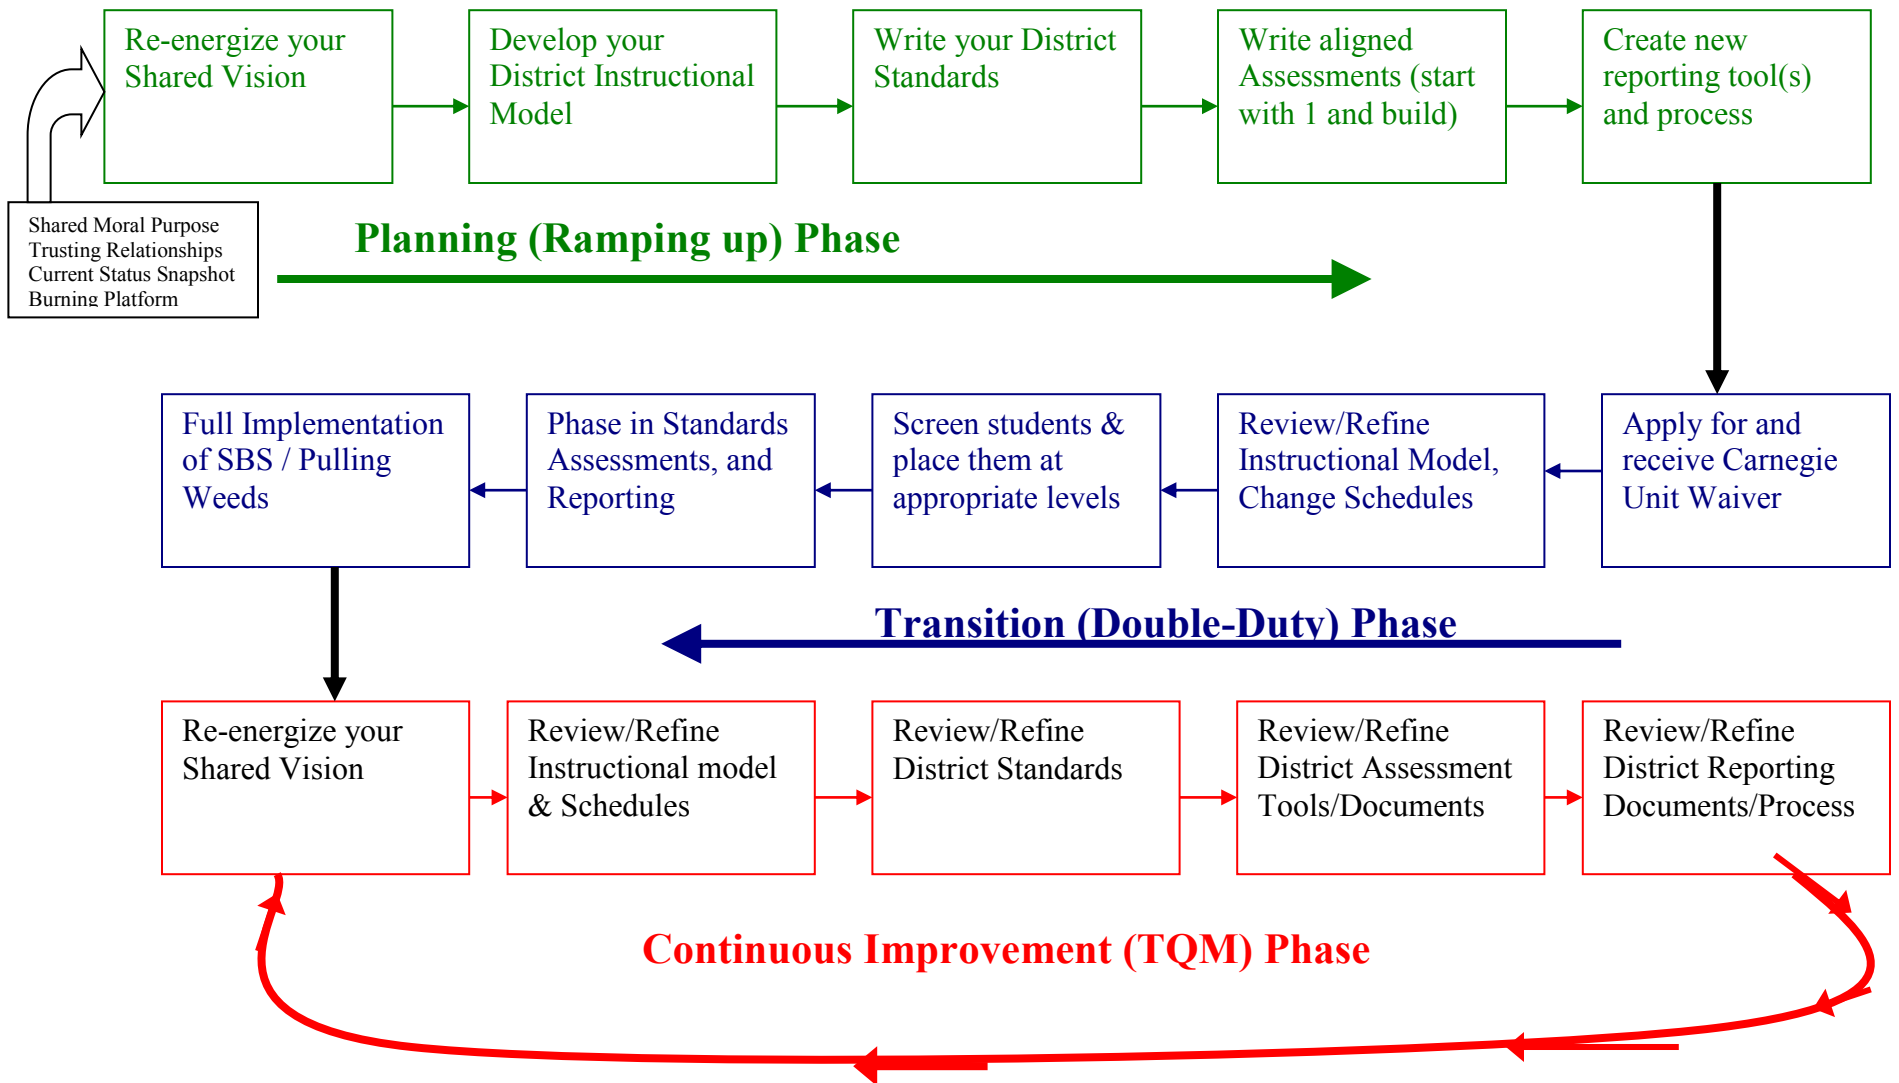 Re-energize your
Shared Vision
Develop your
District Instructional
Model
Write your District
Standards
Write aligned
Assessments (start
with 1 and build)
Create new
reporting tool(s)
and process
Shared Moral Purpose
Trusting Relationships
Current Status Snapshot
Burning Platform
Planning (Ramping up) Phase
Full Implementation
of SBS / Pulling
Weeds
Phase in Standards
Assessments, and
Reporting
Screen students &
place them at
appropriate levels
Review/Refine
Instructional Model,
Change Schedules
Apply for and
receive Carnegie
Unit Waiver
Transition (Double-Duty) Phase
Re-energize your
Shared Vision
Review/Refine
Instructional model
& Schedules
Review/Refine
District Standards
Review/Refine
District Assessment
Tools/Documents
Review/Refine
District Reporting
Documents/Process
Continuous Improvement (TQM) Phase